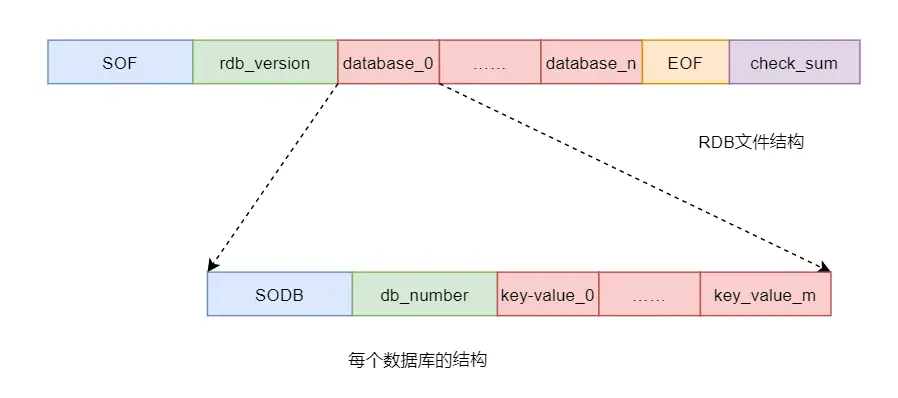 SOF rdb_version database_0 …… database_n EOF check_sum
RDB文件结构
SODB db_number key-value_0 …… key_value_m
每个数据库的结构